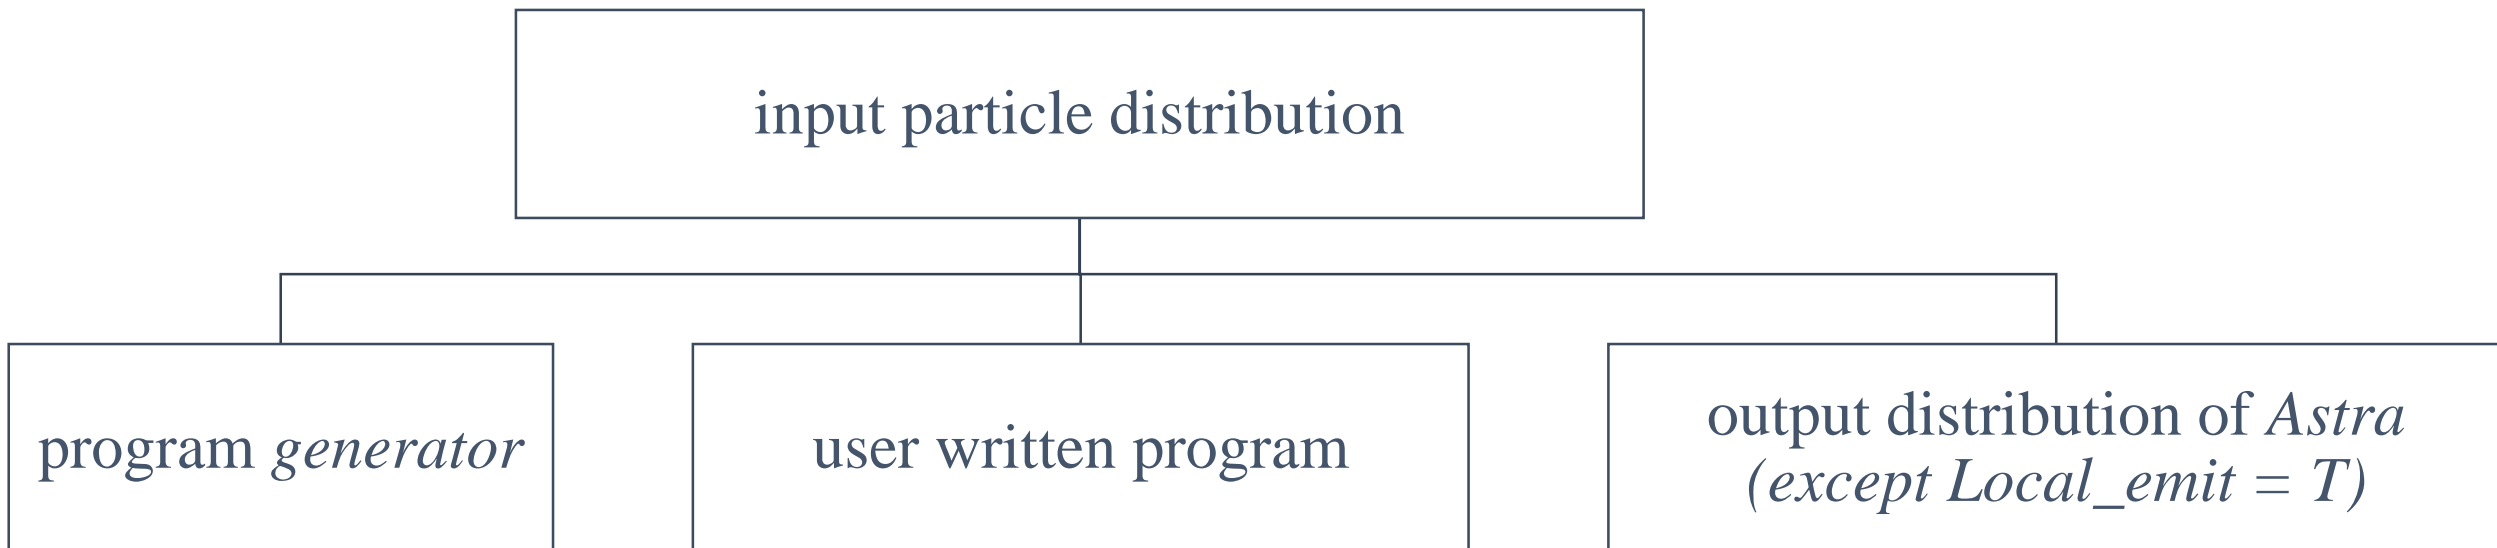 input particle distribution
program generator
user written program
output distribution of Astra
(except Local_emit = T)